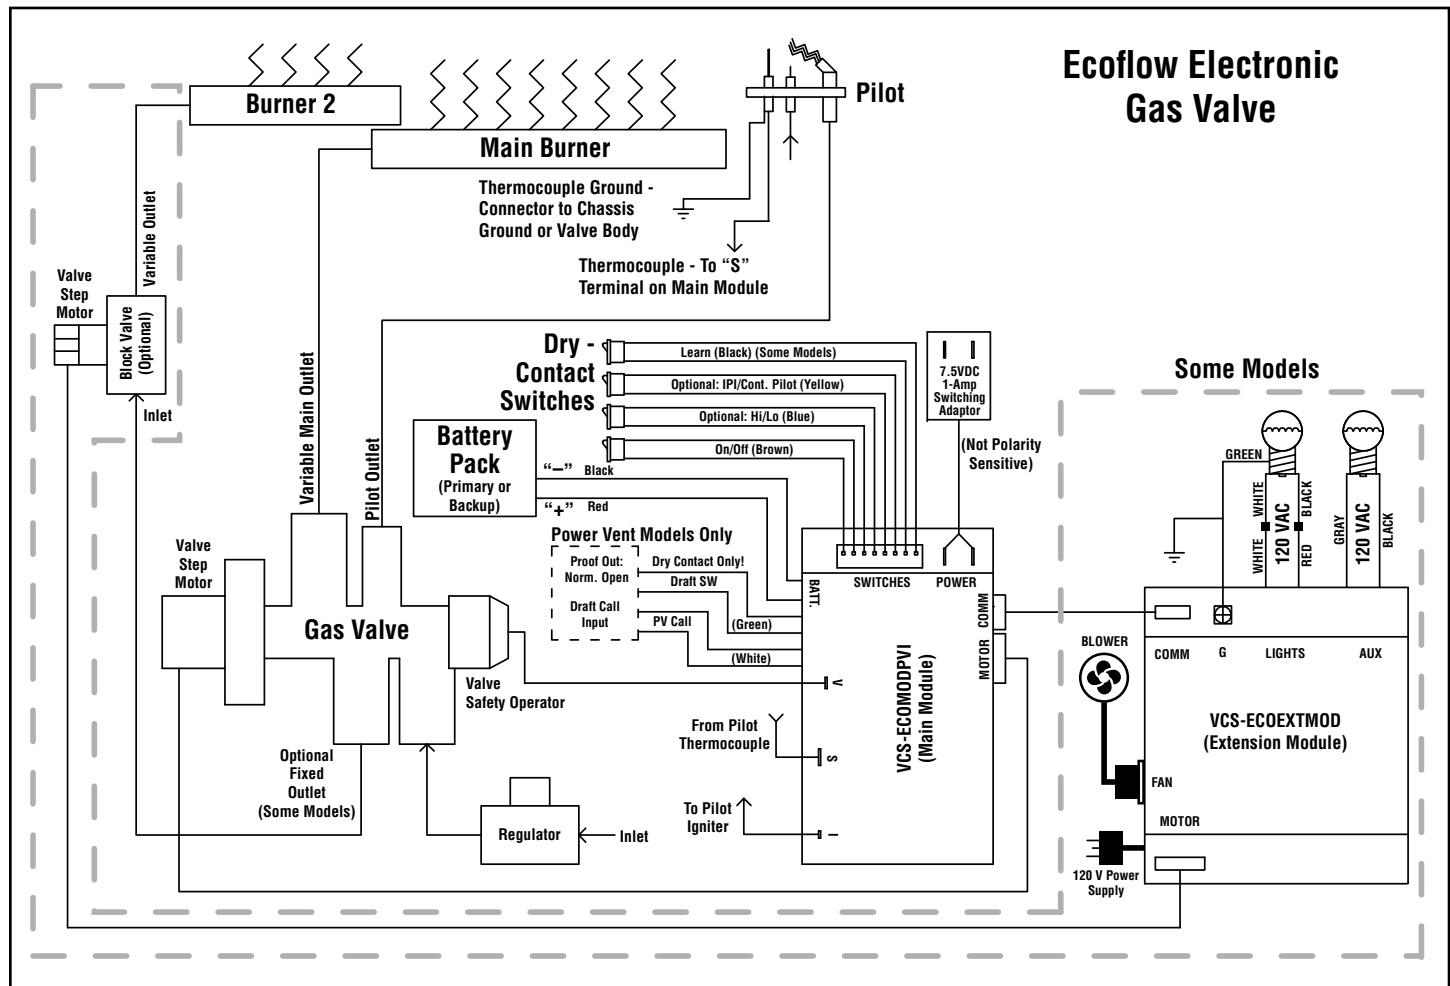 Ecoflow Electronic
Gas Valve
Burner 2
Main Burner
Pilot
Thermocouple Ground -
Connector to Chassis
Ground or Valve Body
Thermocouple - To “S”
Terminal on Main Module
Variable Outlet
Valve
Step
Motor
Block Valve
(Optional)
Inlet
Variable Main Outlet
Pilot Outlet
Dry -
Contact
Switches
Learn (Black) (Some Models)
Optional: IPI/Cont. Pilot (Yellow)
Optional: Hi/Lo (Blue)
On/Off (Brown)
7.5VDC
1-Amp
Switching
Adaptor
(Not Polarity
Sensitive)
Battery
Pack
(Primary or
Backup)
“–” Black
“+” Red
Power Vent Models Only
Proof Out:
Norm. Open
Draft Call
Input
Dry Contact Only!
Draft SW
(Green)
PV Call
(White)
Valve
Step
Motor
Gas Valve
Valve
Safety Operator
Optional
Fixed
Outlet
(Some Models)
Regulator
Inlet
From Pilot
Thermocouple
To Pilot
Igniter
SWITCHES
POWER
BATT.
COMM
MOTOR
V
S
I
VCS-ECOMODPVI
(Main Module)
Some Models
GREEN
WHITE
WHITE
120 VAC
BLACK
RED
GRAY
120 VAC
BLACK
BLOWER
COMM
G
LIGHTS
AUX
VCS-ECOEXTMOD
(Extension Module)
FAN
MOTOR
120 V Power
Supply